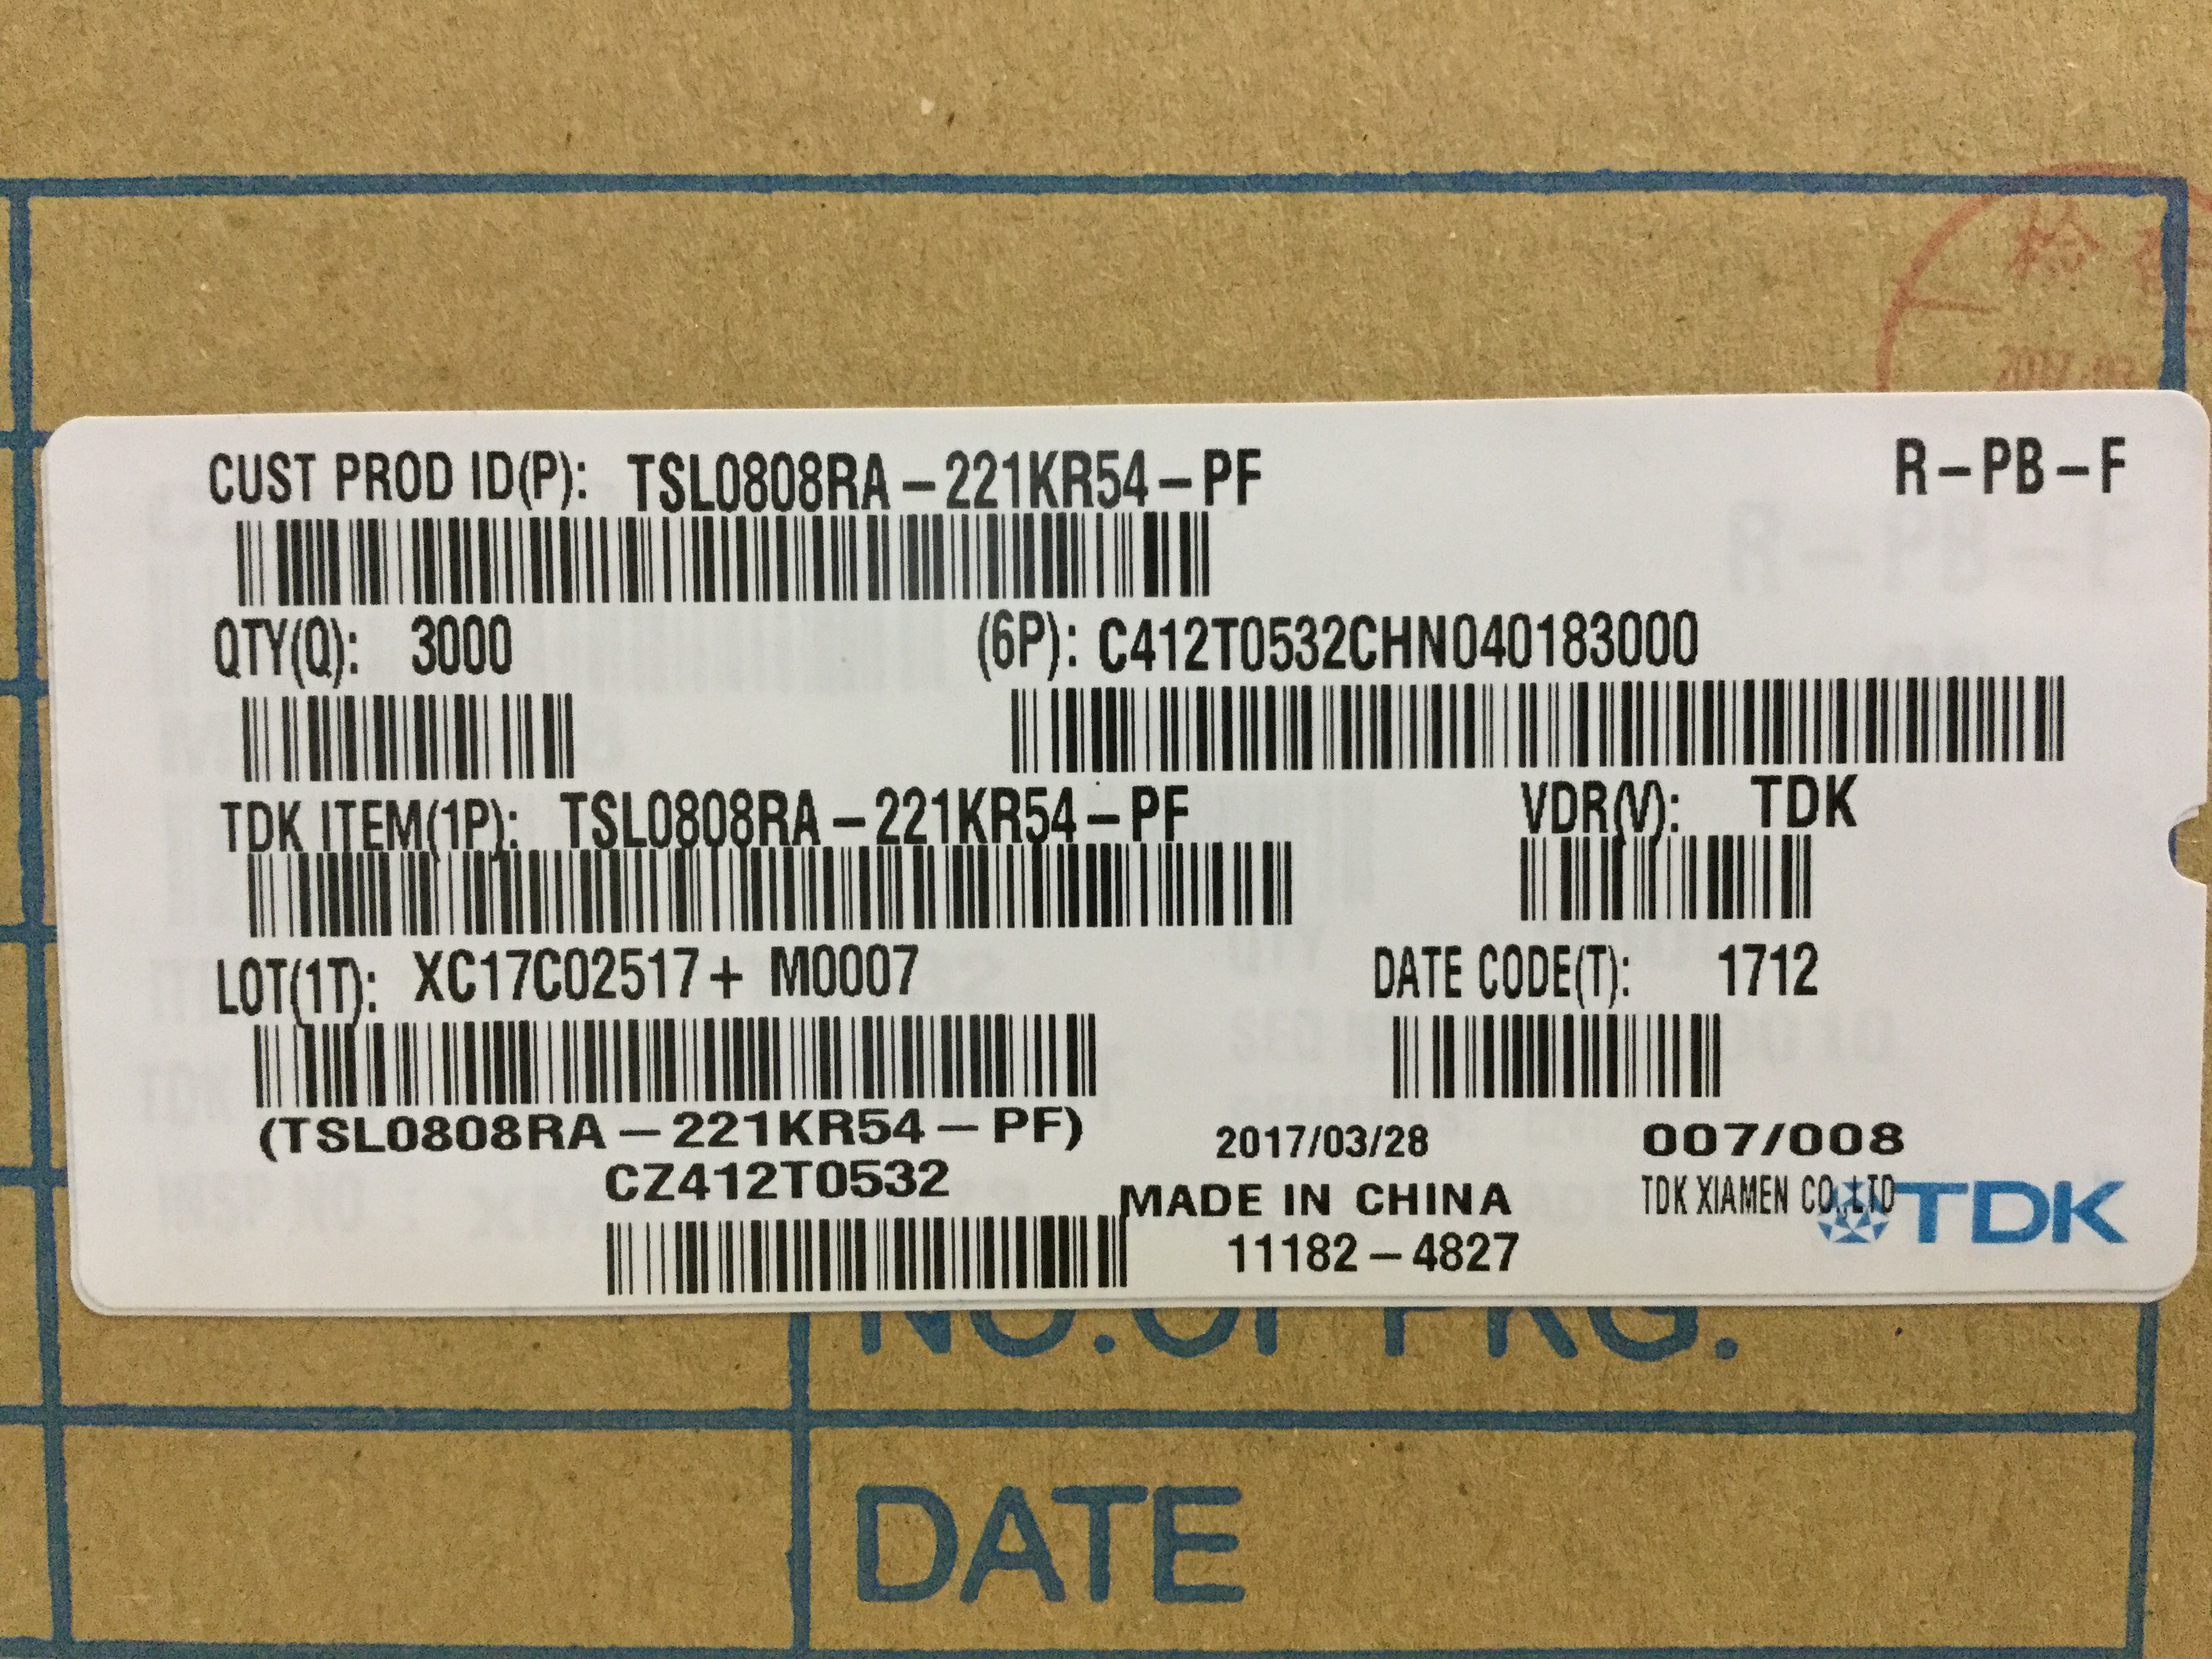 CUST PROD ID(P): TSL0808RA-221KR54-PF R-PB-F
QTY(Q): 3000 (6P): C412T0532CHN040183000
TDK ITEM(1P): TSL0808RA-221KR54-PF VDR(V): TDK
LOT(1T): XC17C02517+ M0007 DATE CODE(T): 1712
(TSL0808RA-221KR54-PF) 2017/03/28 007/008
CZ412T0532 MADE IN CHINA TDK XIAMEN CO.,LTD TDK
11182-4827
NO.OF PKG.
DATE